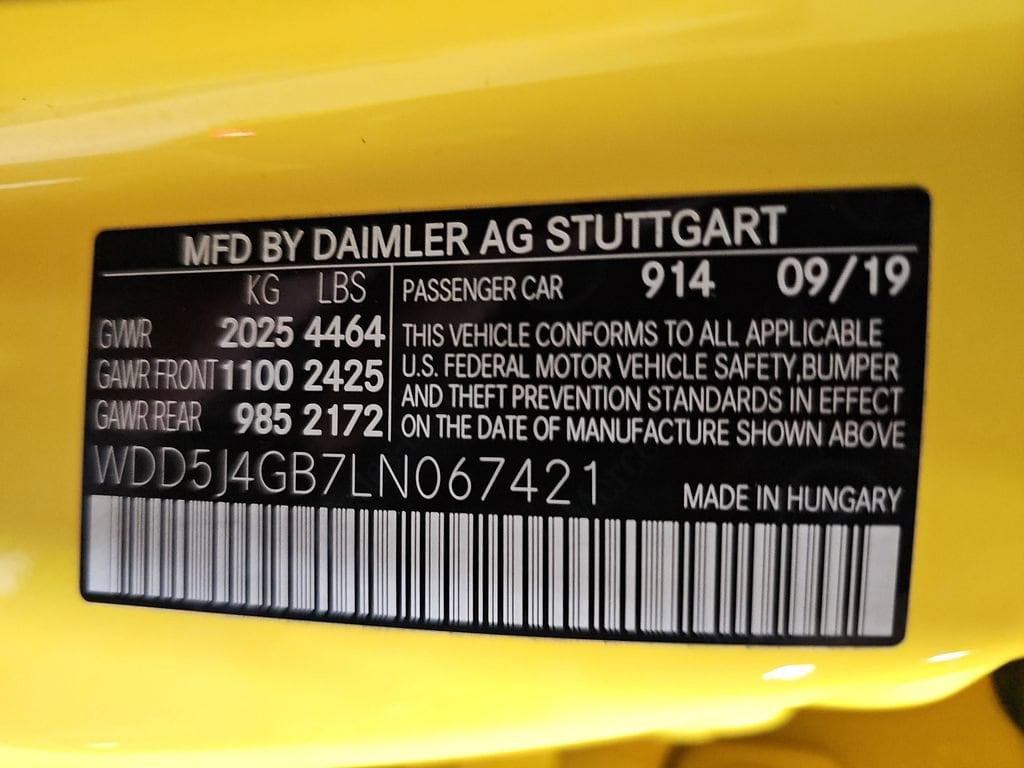 MFD BY DAIMLER AG STUTTGART
KG LBS
GVWR 2025 4464
GAWR FRONT 1100 2425
GAWR REAR 985 2172
PASSENGER CAR 914 09/19
THIS VEHICLE CONFORMS TO ALL APPLICABLE
U.S. FEDERAL MOTOR VEHICLE SAFETY,BUMPER
AND THEFT PREVENTION STANDARDS IN EFFECT
ON THE DATE OF MANUFACTURE SHOWN ABOVE
WDD5J4GB7LN067421
MADE IN HUNGARY